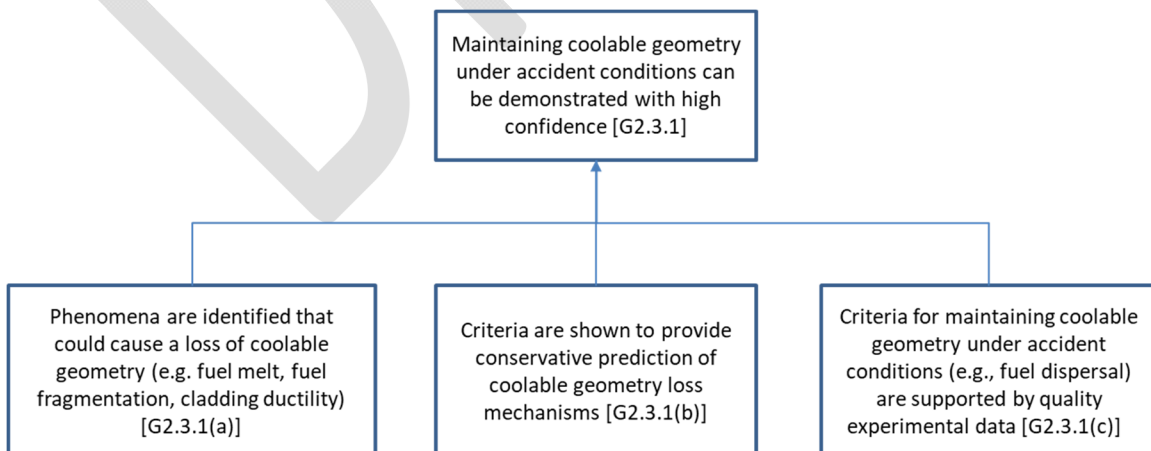 Maintaining coolable geometry
under accident conditions can
be demonstrated with high
confidence [G2.3.1]
Phenomena are identified that
could cause a loss of coolable
geometry (e.g. fuel melt, fuel
fragmentation, cladding ductility)
[G2.3.1(a)]
Criteria are shown to provide
conservative prediction of
coolable geometry loss
mechanisms [G2.3.1(b)]
Criteria for maintaining coolable
geometry under accident
conditions (e.g., fuel dispersal)
are supported by quality
experimental data [G2.3.1(c)]